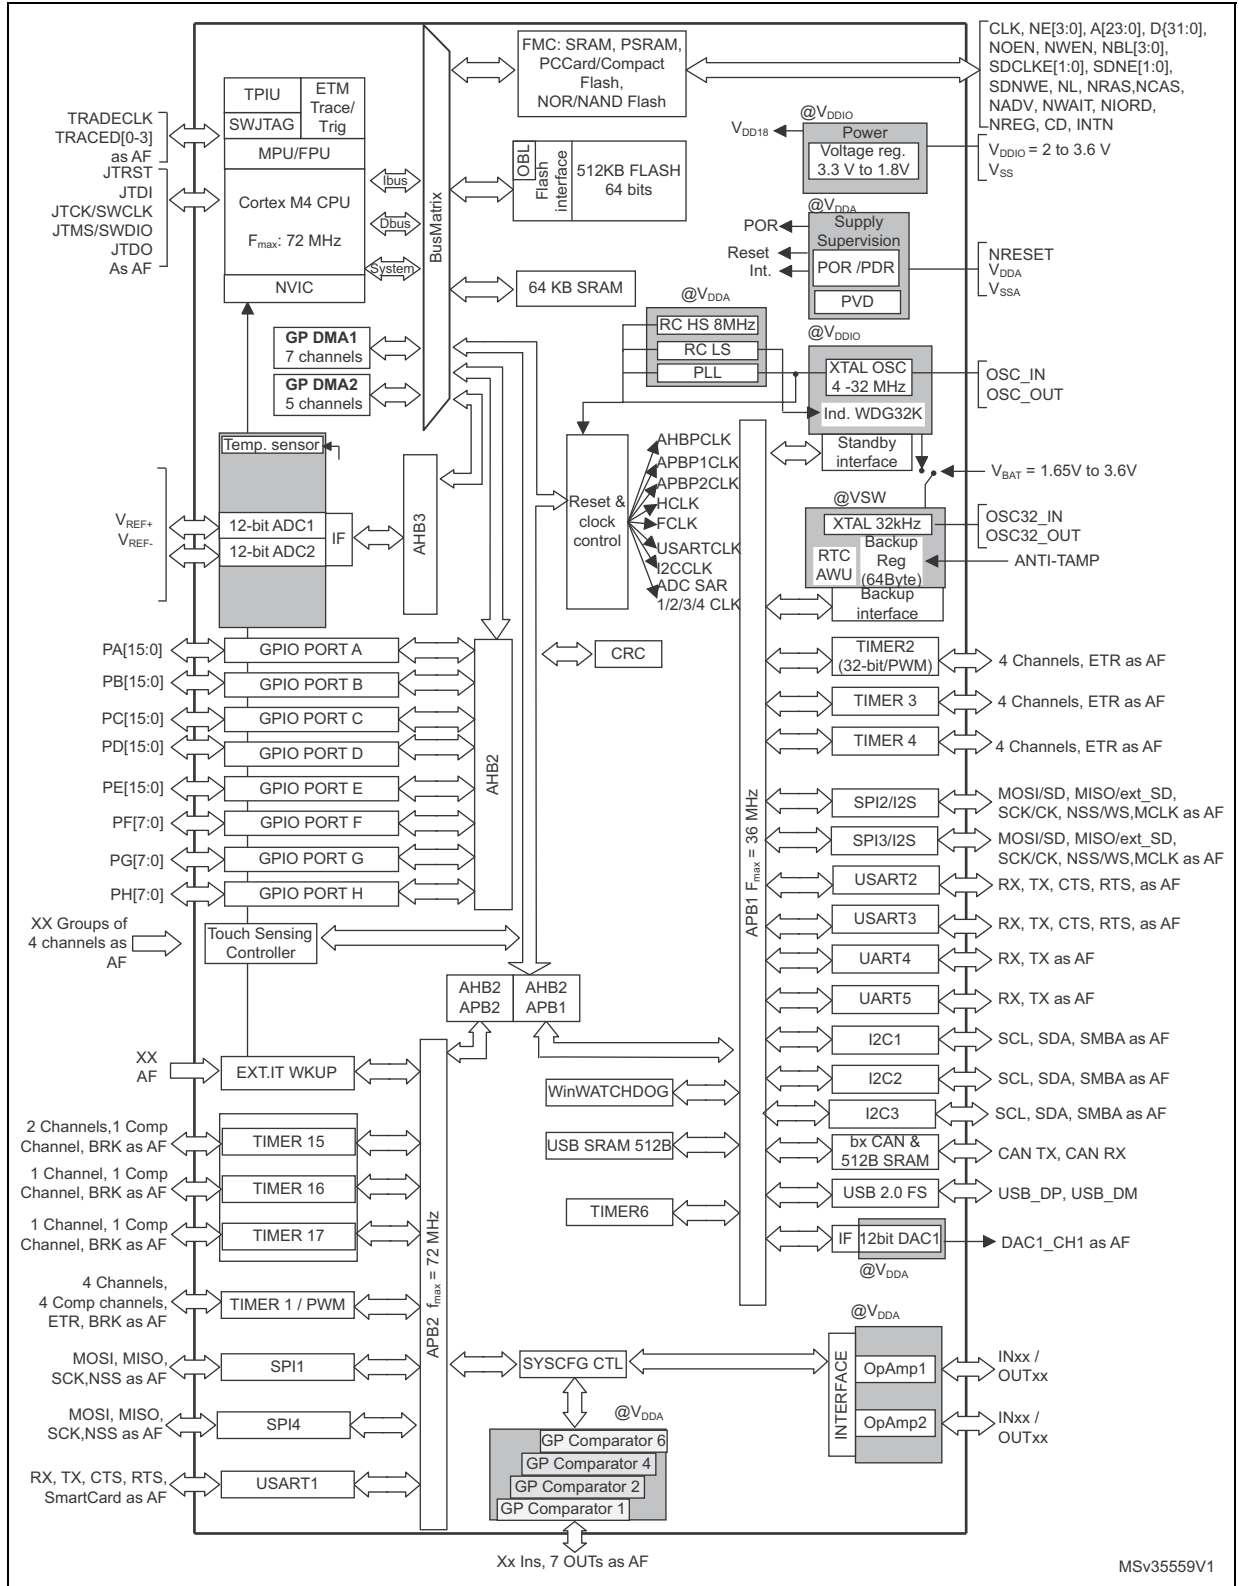 CLK, NE[3:0], A[23:0], D{31:0],
NOEN, NWEN, NBL[3:0],
SDCLKE[1:0], SDNE[1:0],
SDNWE, NL, NRAS,NCAS,
NADV, NWAIT, NIORD,
NREG, CD, INTN
FMC: SRAM, PSRAM,
PCCard/Compact
Flash,
NOR/NAND Flash
TPIU
ETM
Trace/
Trig
SWJTAG
MPU/FPU
Cortex M4 CPU
Fmax: 72 MHz
NVIC
TRADECLK
TRACED[0-3]
as AF
JTRST
JTDI
JTCK/SWCLK
JTMS/SWDIO
JTDO
As AF
Ibus
Dbus
System
BusMatrix
OBL
Flash
interface
512KB FLASH
64 bits
64 KB SRAM
@VDDIO
VDD18
Power
Voltage reg.
3.3 V to 1.8V
VDDIO = 2 to 3.6 V
VSS
@VDDA
POR
Reset
Int.
Supply
Supervision
POR /PDR
PVD
NRESET
VDDA
VSSA
@VDDA
RC HS 8MHz
RC LS
PLL
@VDDIO
XTAL OSC
4 -32 MHz
Ind. WDG32K
Standby
interface
OSC_IN
OSC_OUT
VBAT = 1.65V to 3.6V
@VSW
XTAL 32kHz
RTC
AWU
Backup
Reg
(64Byte)
Backup
interface
OSC32_IN
OSC32_OUT
ANTI-TAMP
GP DMA1
7 channels
GP DMA2
5 channels
Temp. sensor
12-bit ADC1
12-bit ADC2
IF
VREF+
VREF-
AHB3
Reset &
clock
control
AHBPCLK
APBP1CLK
APBP2CLK
HCLK
FCLK
USARTCLK
I2CCLK
ADC SAR
1/2/3/4 CLK
CRC
PA[15:0]
GPIO PORT A
PB[15:0]
GPIO PORT B
PC[15:0]
GPIO PORT C
PD[15:0]
GPIO PORT D
PE[15:0]
GPIO PORT E
PF[7:0]
GPIO PORT F
PG[7:0]
GPIO PORT G
PH[7:0]
GPIO PORT H
AHB2
XX Groups of
4 channels as
AF
Touch Sensing
Controller
AHB2
APB2
AHB2
APB1
APB1 Fmax = 36 MHz
TIMER2
(32-bit/PWM)
4 Channels, ETR as AF
TIMER 3
4 Channels, ETR as AF
TIMER 4
4 Channels, ETR as AF
SPI2/I2S
MOSI/SD, MISO/ext_SD,
SCK/CK, NSS/WS,MCLK as AF
SPI3/I2S
MOSI/SD, MISO/ext_SD,
SCK/CK, NSS/WS,MCLK as AF
USART2
RX, TX, CTS, RTS, as AF
USART3
RX, TX, CTS, RTS, as AF
UART4
RX, TX as AF
UART5
RX, TX as AF
I2C1
SCL, SDA, SMBA as AF
I2C2
SCL, SDA, SMBA as AF
I2C3
SCL, SDA, SMBA as AF
bx CAN &
512B SRAM
CAN TX, CAN RX
USB 2.0 FS
USB_DP, USB_DM
IF
12bit DAC1
DAC1_CH1 as AF
@VDDA
WinWATCHDOG
USB SRAM 512B
TIMER6
XX
AF
EXT.IT WKUP
2 Channels,1 Comp
Channel, BRK as AF
TIMER 15
1 Channel, 1 Comp
Channel, BRK as AF
TIMER 16
1 Channel, 1 Comp
Channel, BRK as AF
TIMER 17
4 Channels,
4 Comp channels,
ETR, BRK as AF
TIMER 1 / PWM
MOSI, MISO,
SCK,NSS as AF
SPI1
MOSI, MISO,
SCK,NSS as AF
SPI4
RX, TX, CTS, RTS,
SmartCard as AF
USART1
APB2 fmax = 72 MHz
SYSCFG CTL
@VDDA
GP Comparator 6
GP Comparator 4
GP Comparator 2
GP Comparator 1
Xx Ins, 7 OUTs as AF
@VDDA
INTERFACE
OpAmp1
INxx /
OUTxx
OpAmp2
INxx /
OUTxx
MSv35559V1